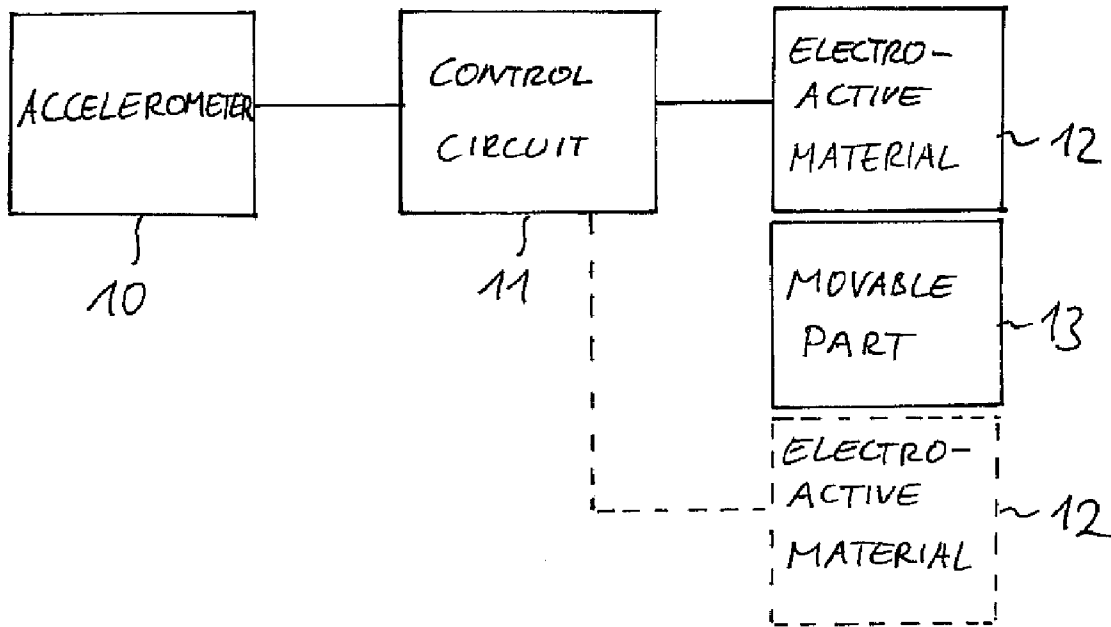 ACCELEROMETER
10
CONTROL
CIRCUIT
11
ELECTRO-
ACTIVE
MATERIAL
12
MOVABLE
PART
13
ELECTRO-
ACTIVE
MATERIAL
12